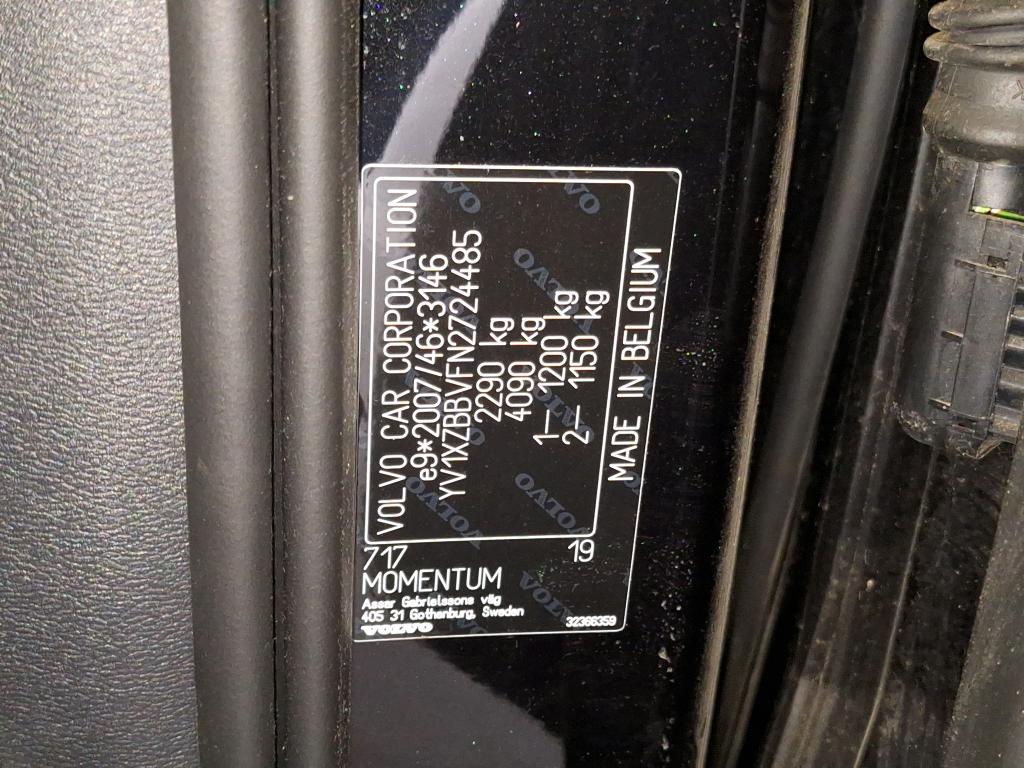 VOLVO CAR CORPORATION
e9*2007/46*3146
YV1XZBBVFN2724485
2290 kg
4090 kg
1— 1200 kg
2— 1150 kg
MADE IN BELGIUM
717
19
MOMENTUM
Assar Gabrielssons väg
405 31 Gothenburg, Sweden
VOLVO
32366359